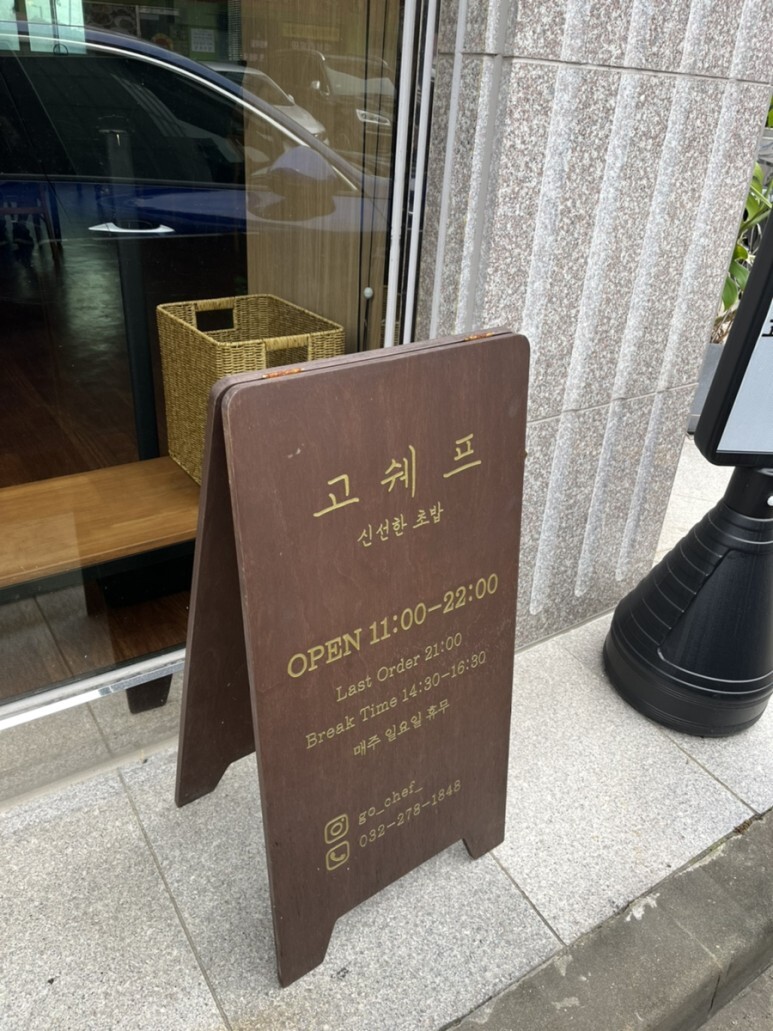 고쉐프
신선한 초밥
OPEN 11:00-22:00
Last Order 21:00
Break Time 14:30-16:30
매주 일요일 휴무
go_chef_
032-278-1848